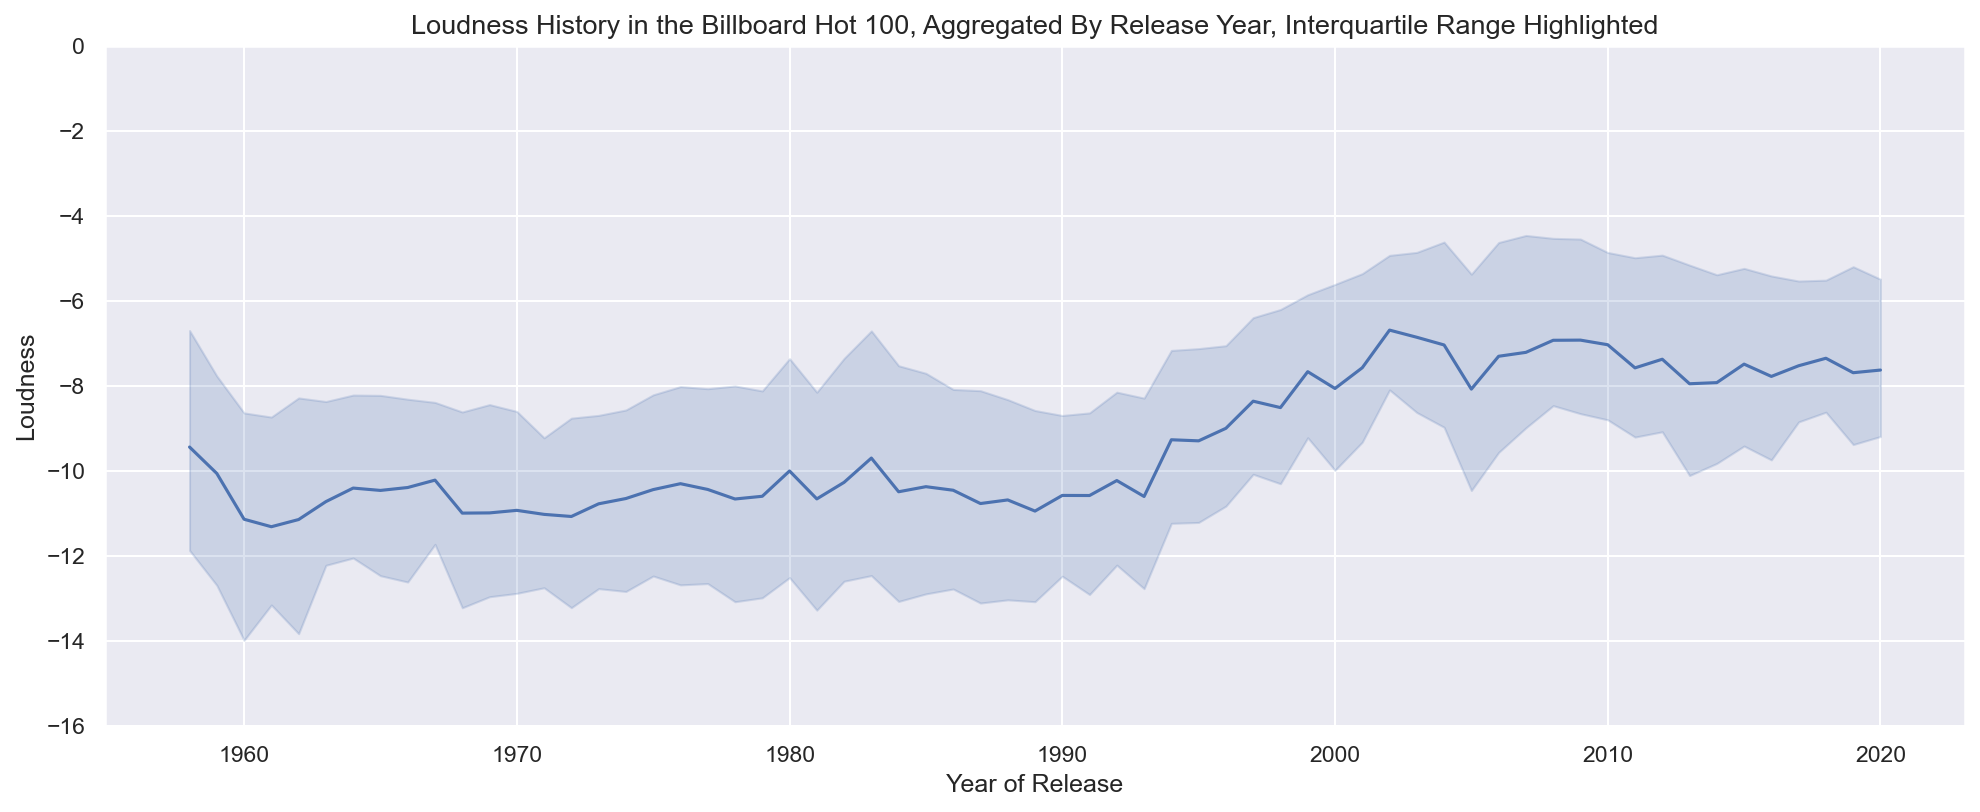 Loudness History in the Billboard Hot 100, Aggregated By Release Year, Interquartile Range Highlighted
0
−2
−4
−6
−8
−10
−12
−14
−16
Loudness
1960 1970 1980 1990 2000 2010 2020
Year of Release